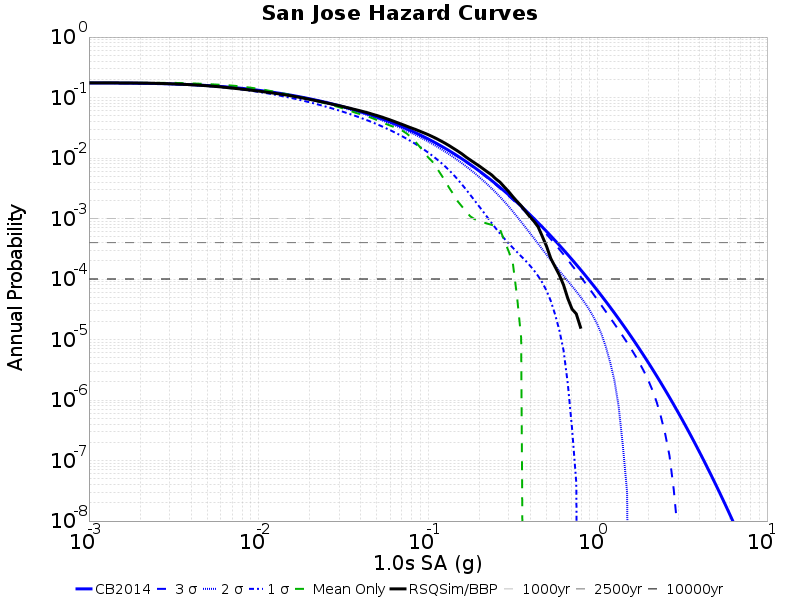 San Jose Hazard Curves
Annual Probability
10^0
10^-1
10^-2
10^-3
10^-4
10^-5
10^-6
10^-7
10^-8
10^-3 10^-2 10^-1 10^0 10^1
1.0s SA (g)
CB2014 3 σ 2 σ 1 σ Mean Only RSQSim/BBP 1000yr 2500yr 10000yr